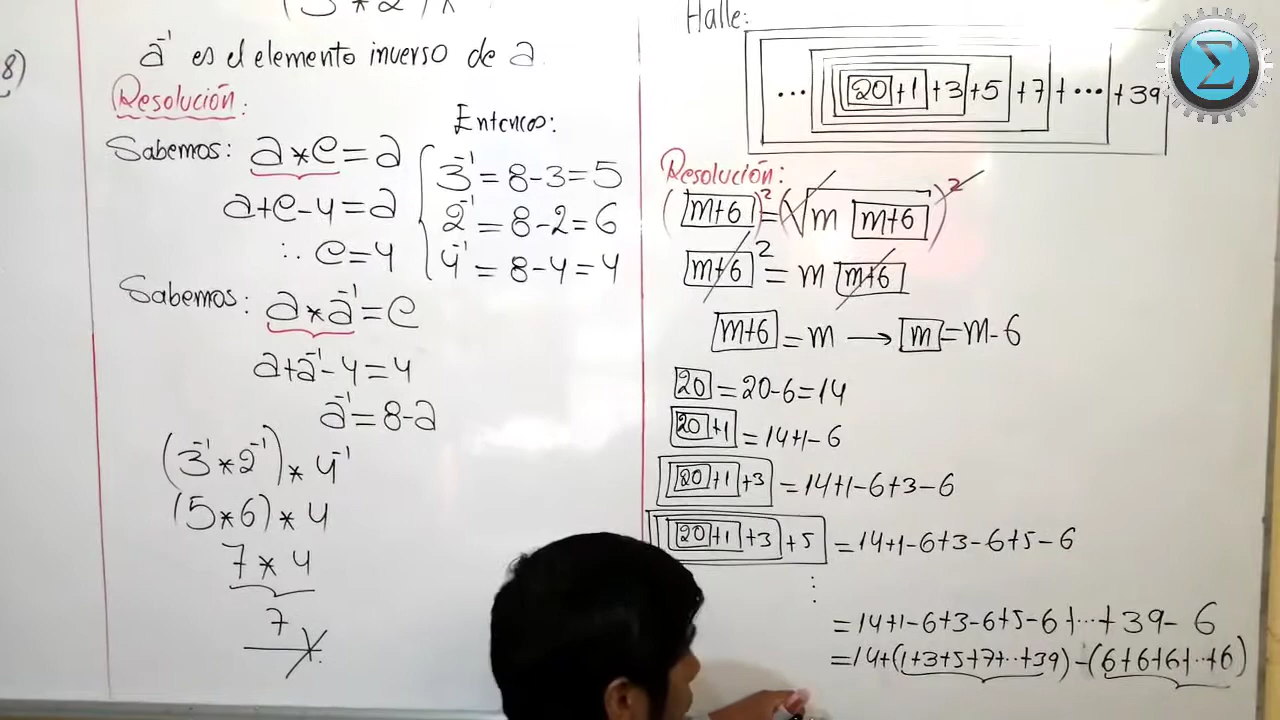 8)
a⁻¹ es el elemento inverso de a
Resolución:
Sabemos: a*e=a
a+e-4=a
∴ e=4
Entences:
3⁻¹=8-3=5
2⁻¹=8-2=6
4⁻¹=8-4=4
Sabemos: a*a⁻¹=e
a+a⁻¹-4=4
a⁻¹=8-a
(3⁻¹*2⁻¹)*4⁻¹
(5*6)*4
7*4
7
Halle:
... 20 +1 +3 +5 +7 + ... +39
Σ
Resolución:
(m+6)²=(√m m+6)²
m+6²=m m+6
m+6=m→m=m-6
20=20-6=14
20+1=14+1-6
20+1+3=14+1-6+3-6
20+1+3+5=14+1-6+3-6+5-6
⋮
=14+1-6+3-6+5-6+...+39-6
=14+(1+3+5+7+...+39)-(6+6+6+...+6)